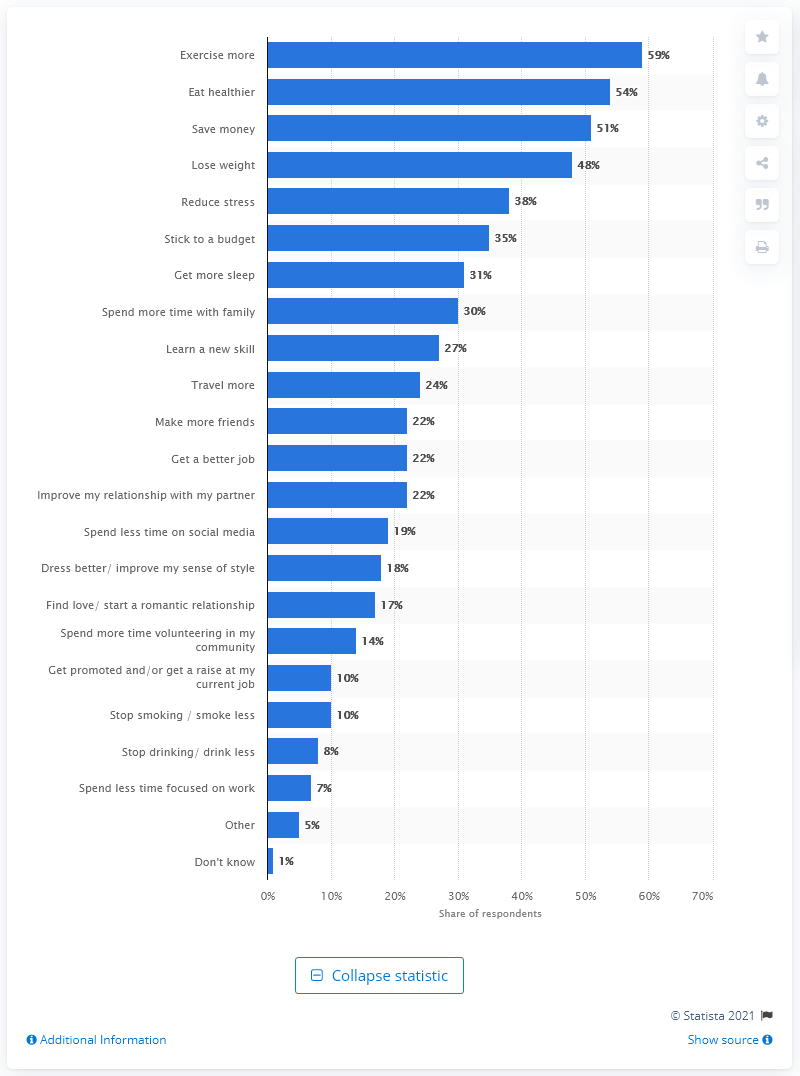 Exercise more 59%
Eat healthier 54%
Save money 51%
Lose weight 48%
Reduce stress 38%
Stick to a budget 35%
Get more sleep 31%
Spend more time with family 30%
Learn a new skill 27%
Travel more 24%
Make more friends 22%
Get a better job 22%
Improve my relationship with my partner 22%
Spend less time on social media 19%
Dress better/ improve my sense of style 18%
Find love/ start a romantic relationship 17%
Spend more time volunteering in my
community 14%
Get promoted and/or get a raise at my
current job 10%
Stop smoking / smoke less 10%
Stop drinking/ drink less 8%
Spend less time focused on work 7%
Other 5%
Don't know 1%
0% 10% 20% 30% 40% 50% 60% 70%
Share of respondents
Collapse statistic
© Statista 2021
Additional Information Show source